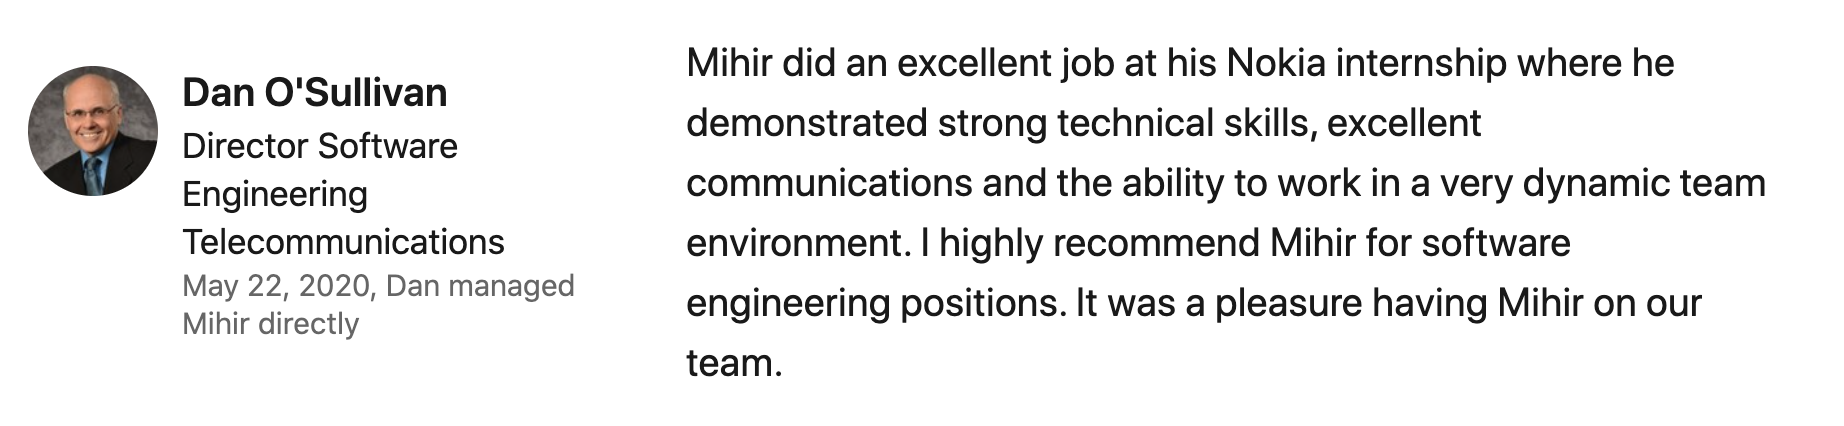 Dan O'Sullivan
Director Software
Engineering
Telecommunications
May 22, 2020, Dan managed
Mihir directly
Mihir did an excellent job at his Nokia internship where he
demonstrated strong technical skills, excellent
communications and the ability to work in a very dynamic team
environment. I highly recommend Mihir for software
engineering positions. It was a pleasure having Mihir on our
team.